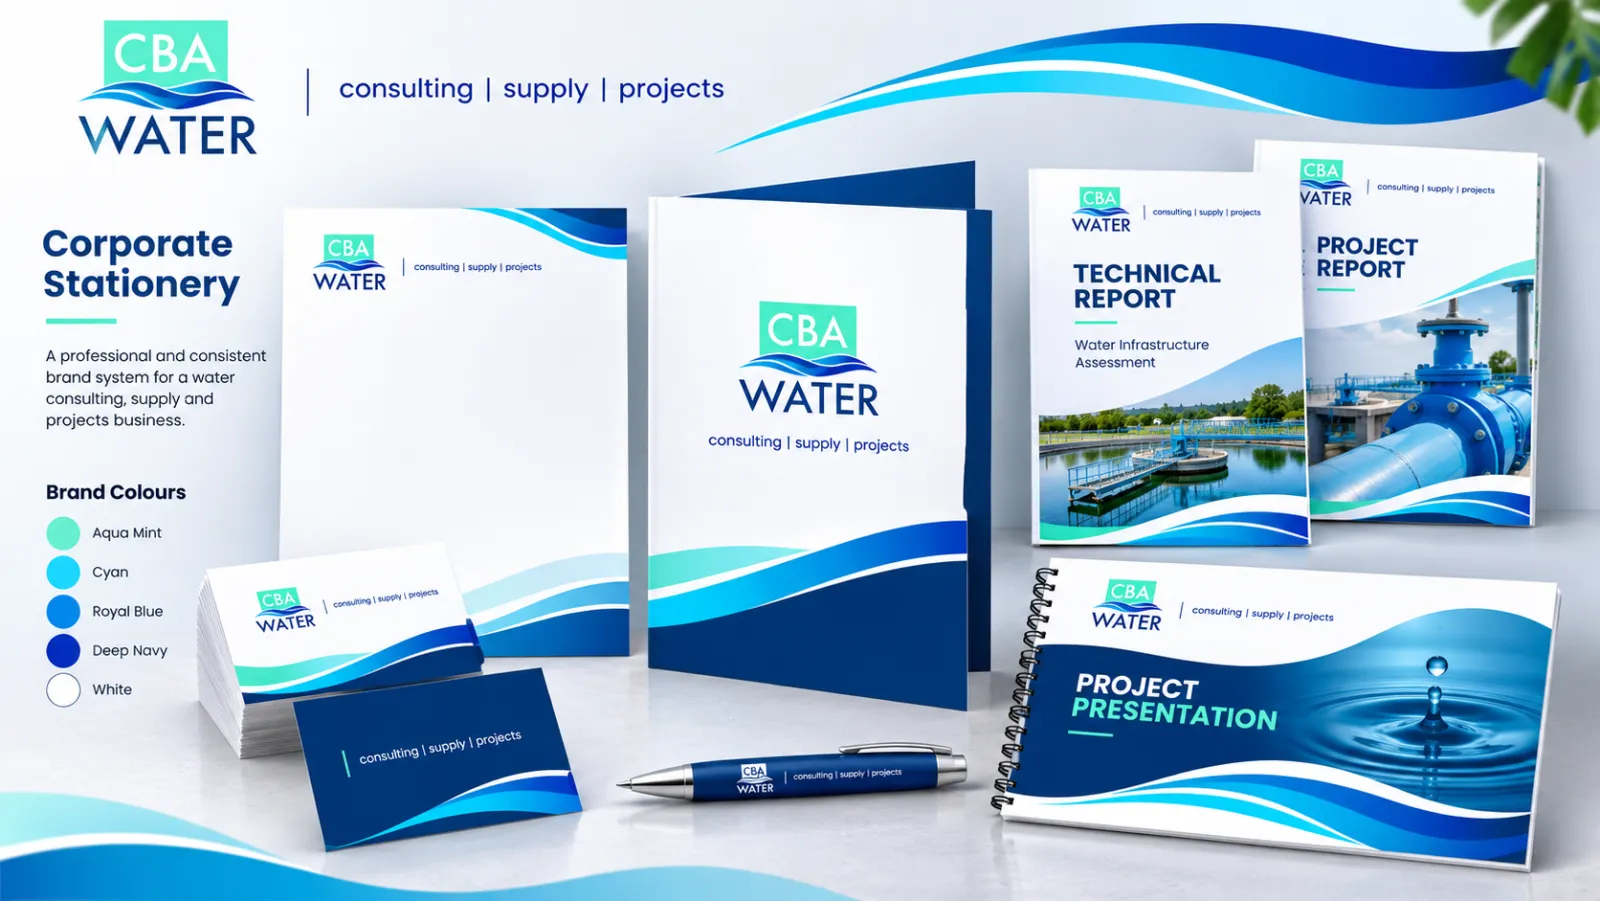 CBA
WATER
consulting | supply | projects
Corporate
Stationery
A professional and consistent
brand system for a water
consulting, supply and
projects business.
Brand Colours
Aqua Mint
Cyan
Royal Blue
Deep Navy
White
CBA
WATER
consulting | supply | projects
CBA
WATER
consulting | supply | projects
CBA
WATER
consulting | supply | projects
TECHNICAL
REPORT
Water Infrastructure
Assessment
CBA
WATER
consulting | supply | projects
PROJECT
REPORT
CBA
WATER
consulting | supply | projects
consulting | supply | projects
CBA
WATER
consulting | supply | projects
CBA
WATER
consulting | supply | projects
PROJECT
PRESENTATION